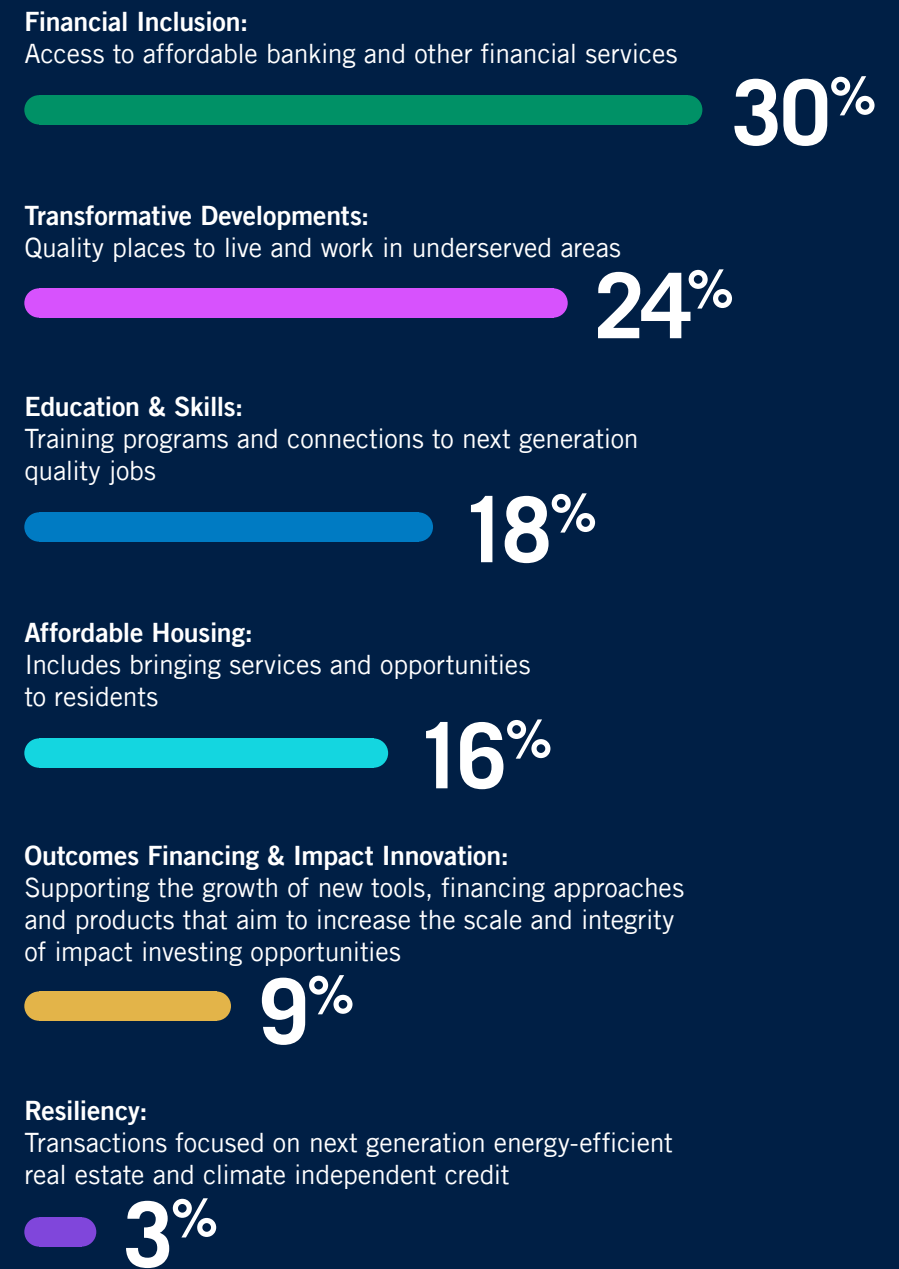 Financial Inclusion:
Access to affordable banking and other financial services
30%
Transformative Developments:
Quality places to live and work in underserved areas
24%
Education & Skills:
Training programs and connections to next generation
quality jobs
18%
Affordable Housing:
Includes bringing services and opportunities
to residents
16%
Outcomes Financing & Impact Innovation:
Supporting the growth of new tools, financing approaches
and products that aim to increase the scale and integrity
of impact investing opportunities
9%
Resiliency:
Transactions focused on next generation energy-efficient
real estate and climate independent credit
3%